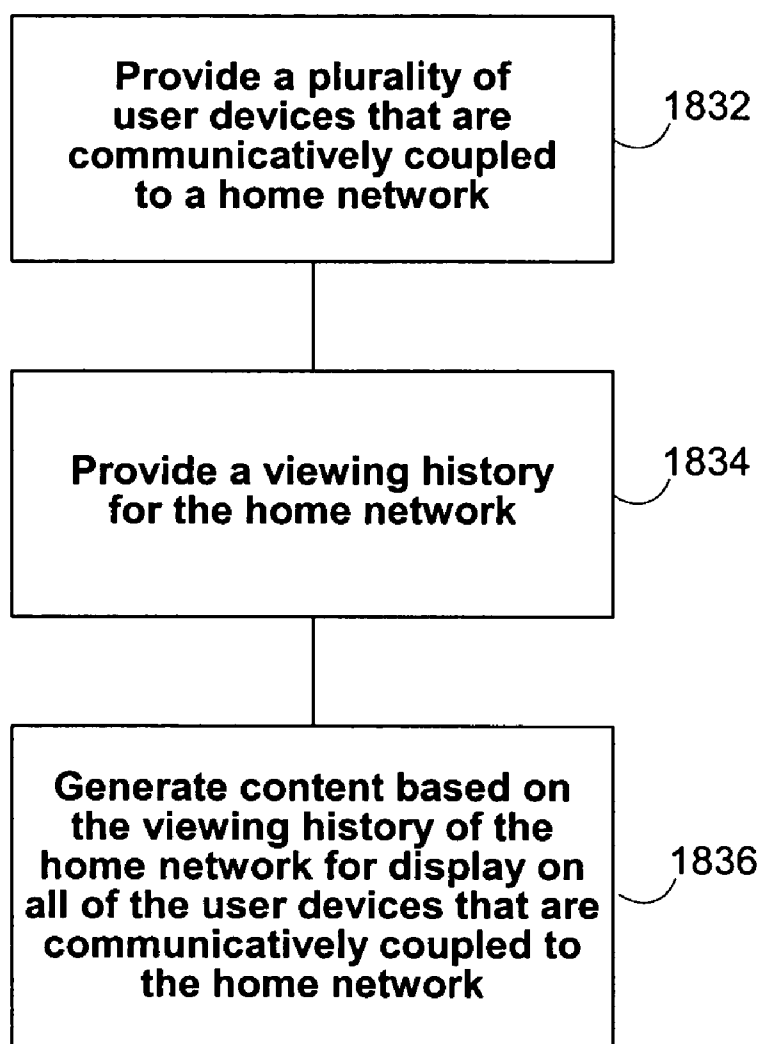 Provide a plurality of
user devices that are
communicatively coupled
to a home network
1832
Provide a viewing history
for the home network
1834
Generate content based on
the viewing history of the
home network for display on
all of the user devices that are
communicatively coupled to
the home network
1836